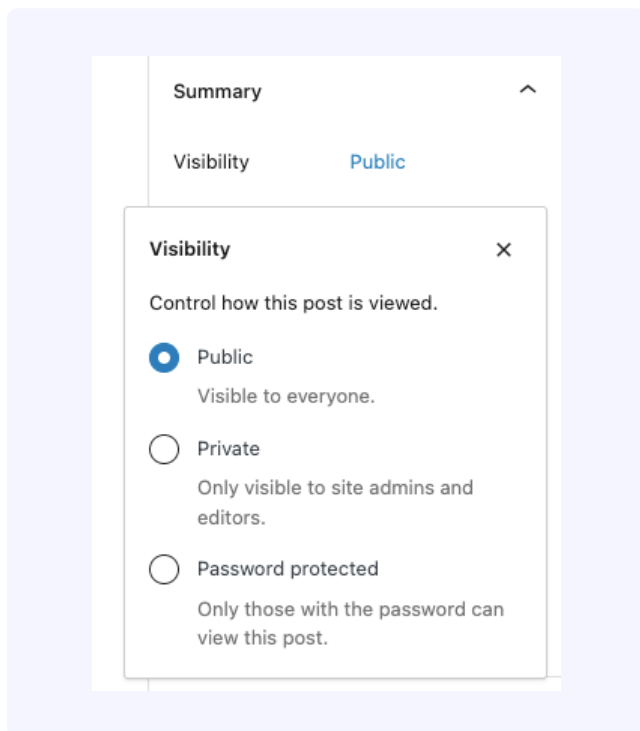 Summary
Visibility Public
Visibility
Control how this post is viewed.
Public
Visible to everyone.
Private
Only visible to site admins and
editors.
Password protected
Only those with the password can
view this post.